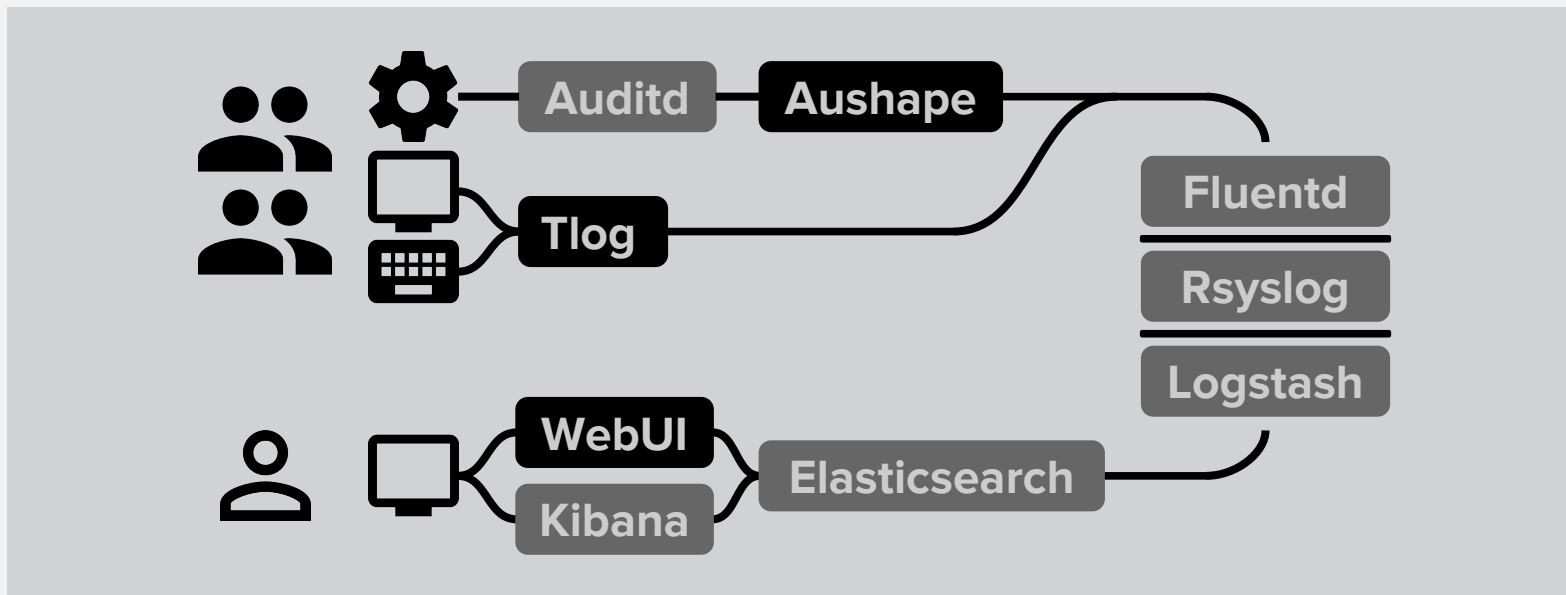 Auditd
Aushape
Tlog
Fluentd
Rsyslog
Logstash
WebUI
Kibana
Elasticsearch